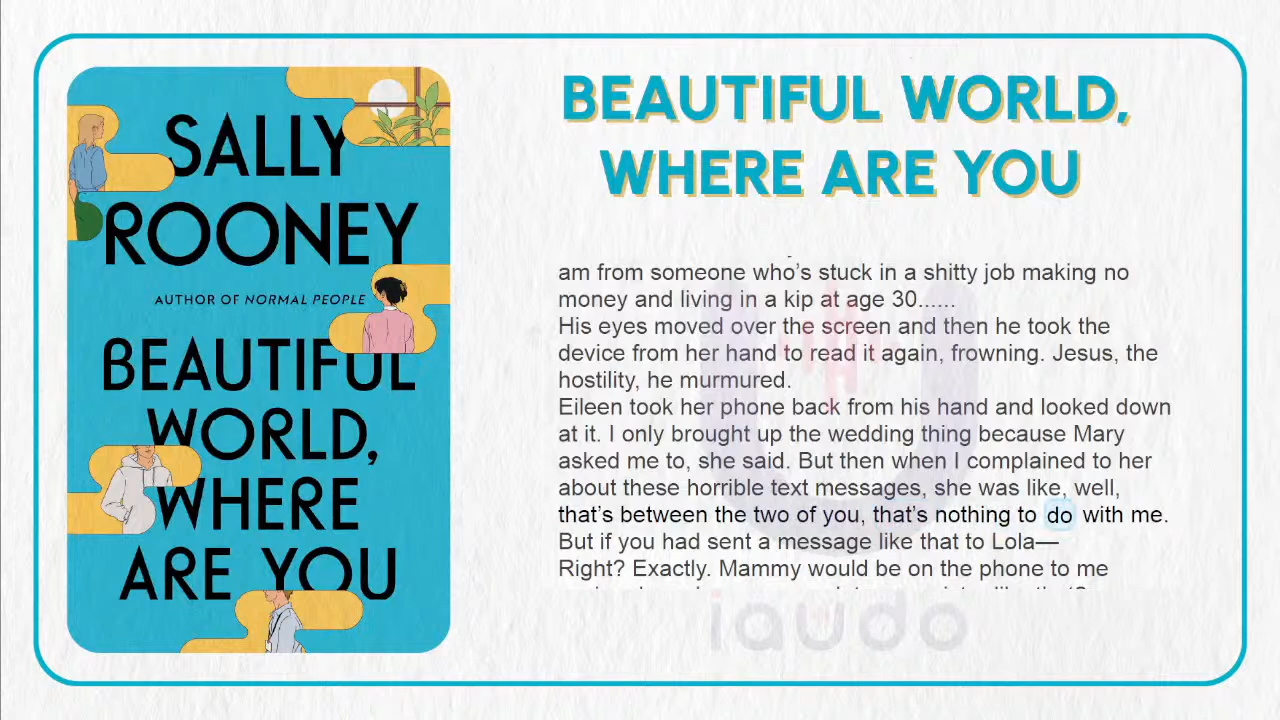 SALLY
ROONEY
AUTHOR OF NORMAL PEOPLE
BEAUTIFUL
WORLD,
WHERE
ARE YOU
BEAUTIFUL WORLD,
WHERE ARE YOU
am from someone who’s stuck in a shitty job making no
money and living in a kip at age 30......
His eyes moved over the screen and then he took the
device from her hand to read it again, frowning. Jesus, the
hostility, he murmured.
Eileen took her phone back from his hand and looked down
at it. I only brought up the wedding thing because Mary
asked me to, she said. But then when I complained to her
about these horrible text messages, she was like, well,
that’s between the two of you, that’s nothing to do with me.
But if you had sent a message like that to Lola—
Right? Exactly. Mammy would be on the phone to me
iaudo